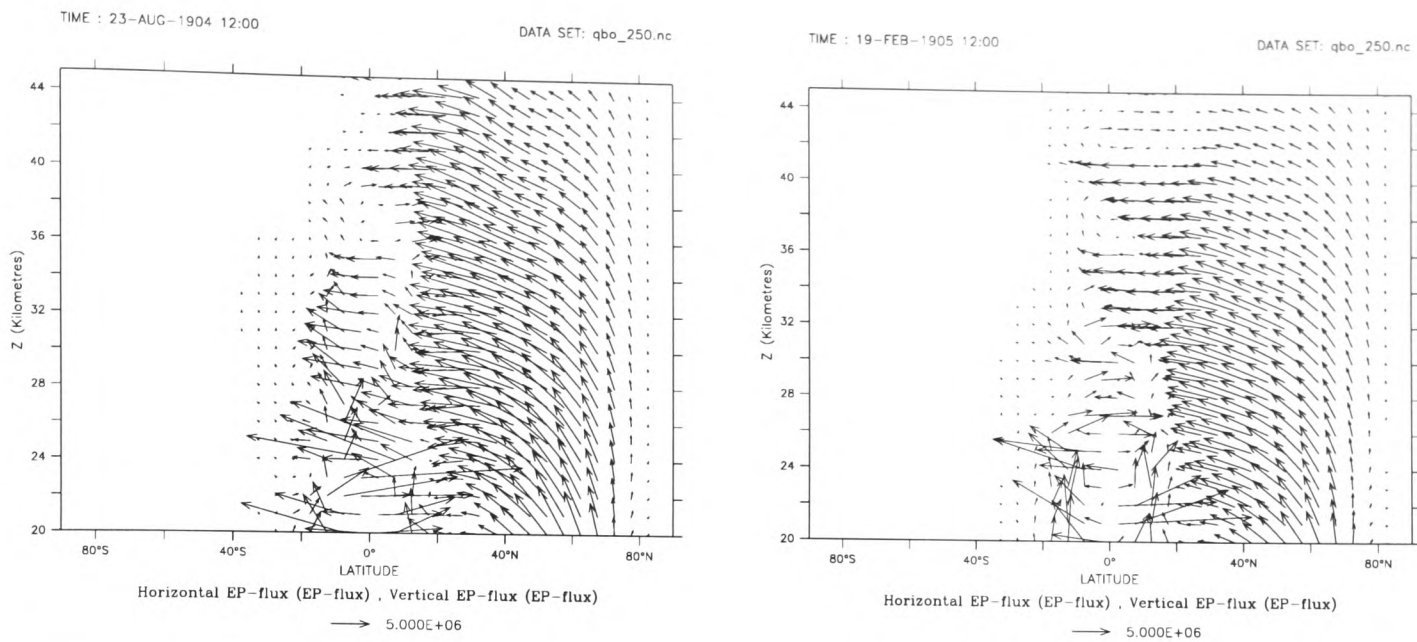 TIME : 23-AUG-1904 12:00
DATA SET: qbo_250.nc
44
40
36
32
28
24
20
Z (Kilometres)
80°S
40°S
0°
40°N
80°N
LATITUDE
Horizontal EP-flux (EP-flux) , Vertical EP-flux (EP-flux)
5.000E+06
TIME : 19-FEB-1905 12:00
DATA SET: qbo_250.nc
44
40
36
32
28
24
20
Z (Kilometres)
80°S
40°S
0°
40°N
80°N
LATITUDE
Horizontal EP-flux (EP-flux) , Vertical EP-flux (EP-flux)
5.000E+06